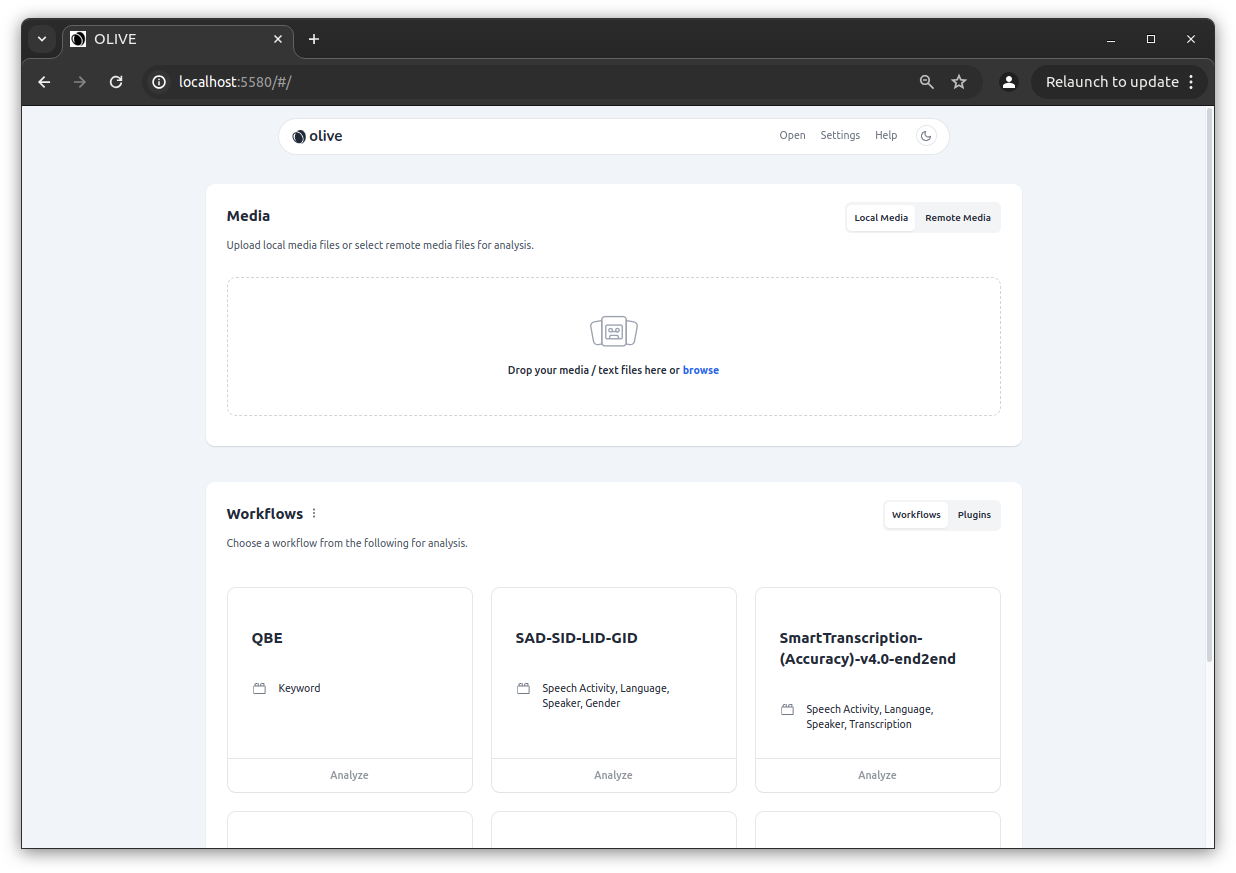 OLIVE
localhost:5580/#/
Relaunch to update
olive
Open Settings Help
Media
Local Media Remote Media
Upload local media files or select remote media files for analysis.
Drop your media / text files here or browse
Workflows
Workflows Plugins
Choose a workflow from the following for analysis.
QBE
Keyword
Analyze
SAD-SID-LID-GID
Speech Activity, Language,
Speaker, Gender
Analyze
SmartTranscription-
(Accuracy)-v4.0-end2end
Speech Activity, Language,
Speaker, Transcription
Analyze